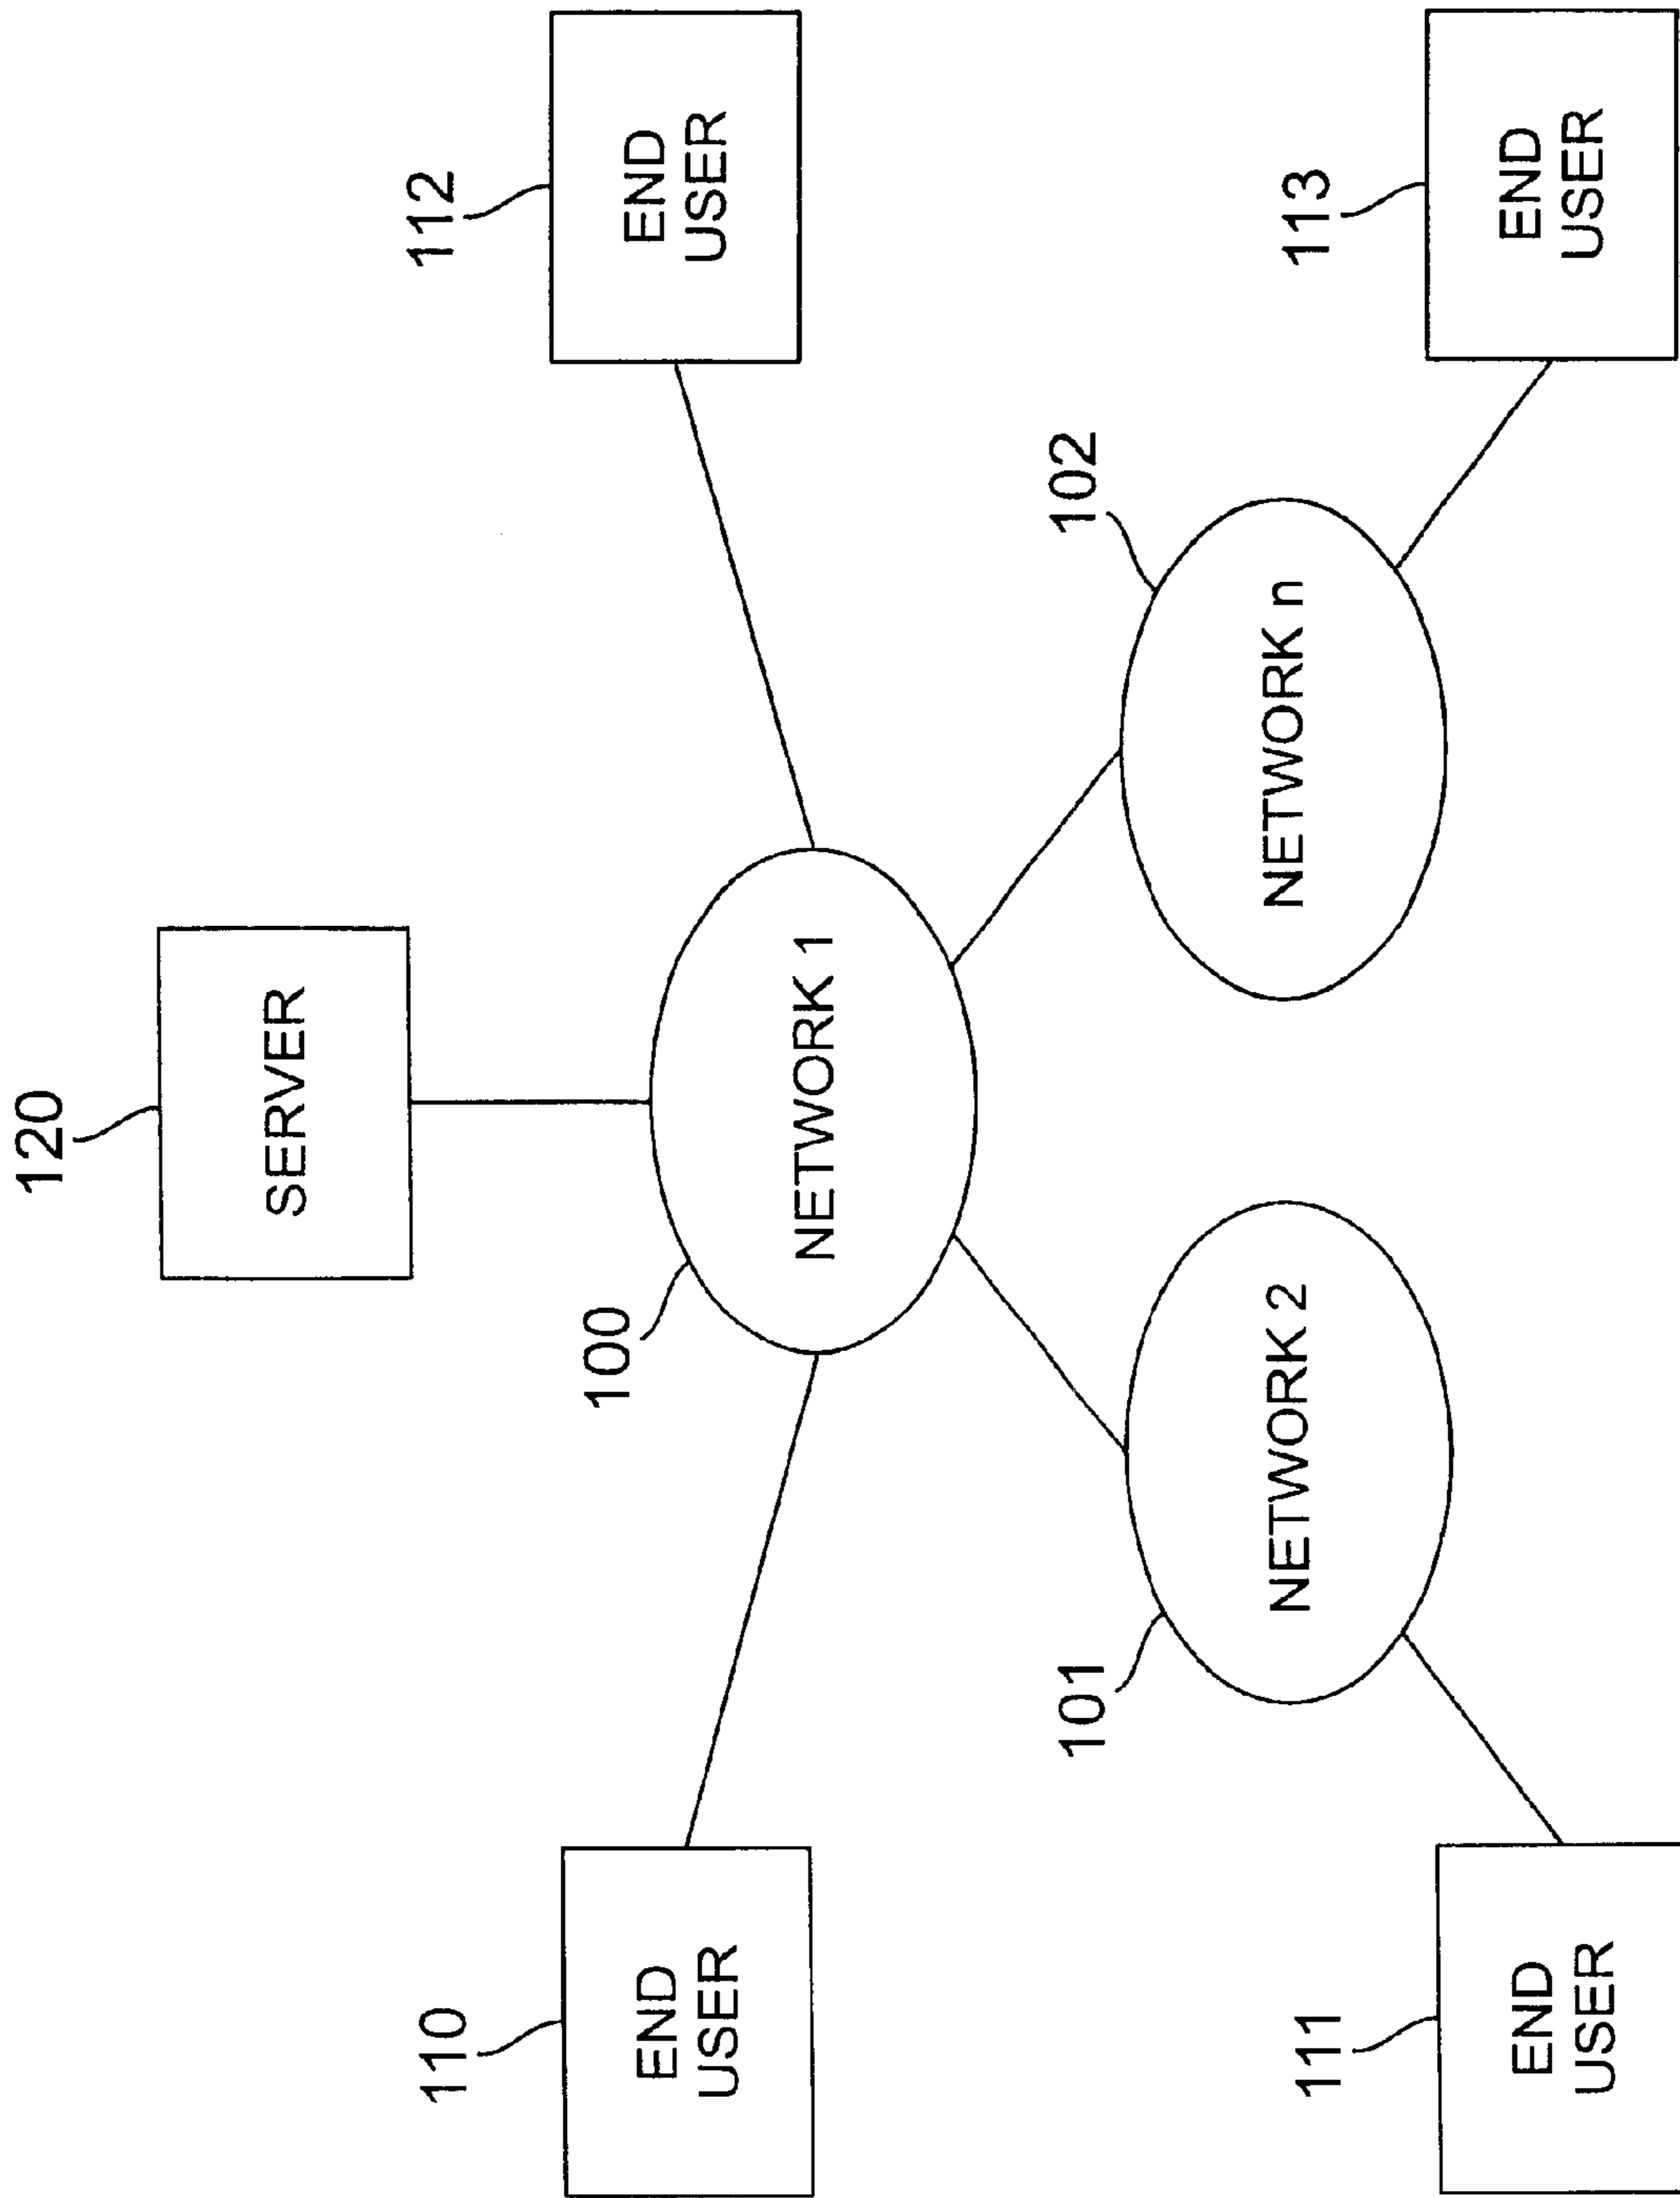 120
SERVER
110
END
USER
100
NETWORK 1
112
END
USER
101
NETWORK 2
102
NETWORK n
111
END
USER
113
END
USER